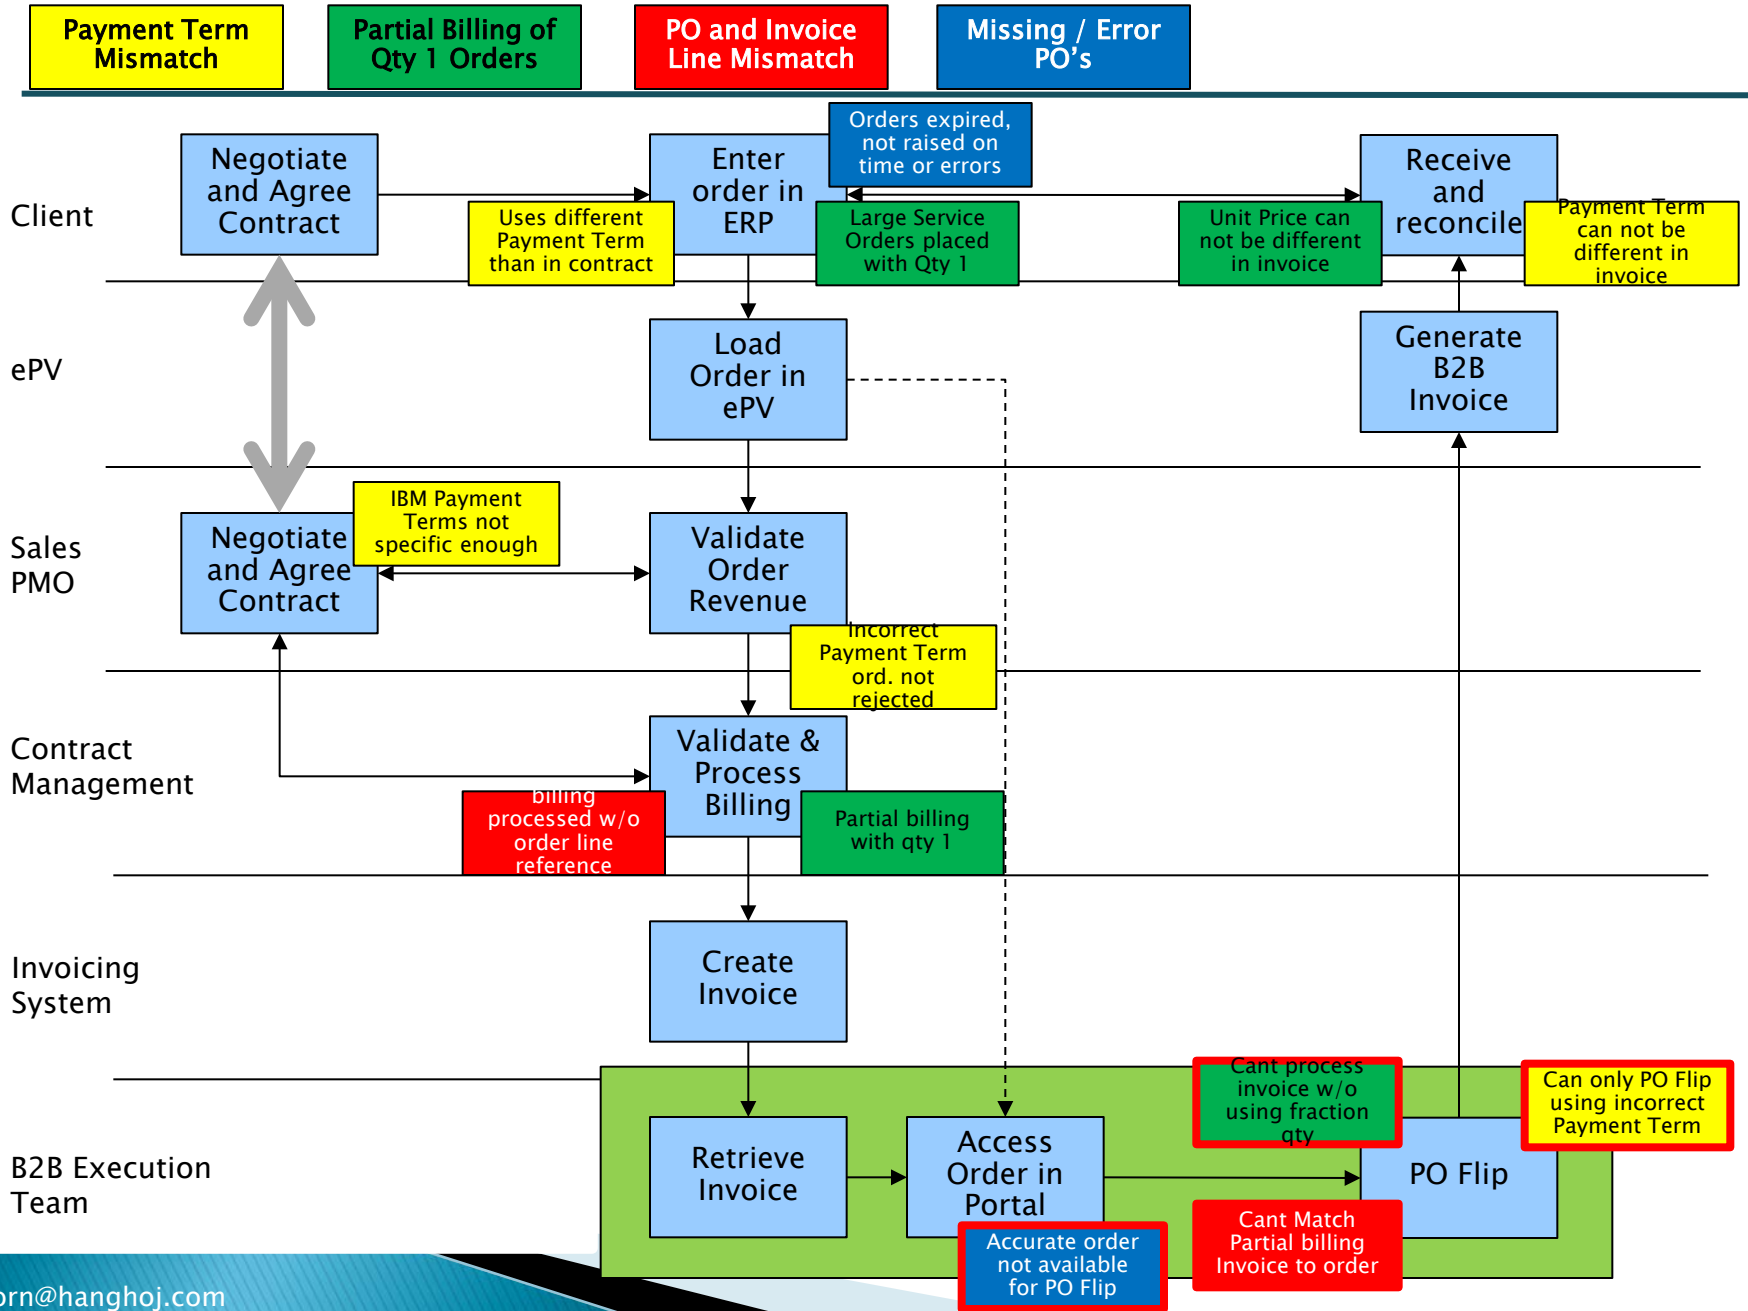 Payment Term
Mismatch
Partial Billing of
Qty 1 Orders
PO and Invoice
Line Mismatch
Missing / Error
PO's
Client
Negotiate
and Agree
Contract
Uses different
Payment Term
than in contract
Enter
order in
ERP
Orders expired,
not raised on
time or errors
Large Service
Orders placed
with Qty 1
Unit Price can
not be different
in invoice
Receive
and
reconcile
Payment Term
can not be
different in
invoice
ePV
Load
Order in
ePV
Generate
B2B
Invoice
Sales
PMO
Negotiate
and Agree
Contract
IBM Payment
Terms not
specific enough
Validate
Order
Revenue
Incorrect
Payment Term
ord. not
rejected
Contract
Management
Validate &
Process
Billing
billing
processed w/o
order line
reference
Partial billing
with qty 1
Invoicing
System
Create
Invoice
B2B Execution
Team
Retrieve
Invoice
Access
Order in
Portal
Accurate order
not available
for PO Flip
Cant process
invoice w/o
using fraction
qty
Can only PO Flip
using incorrect
Payment Term
PO Flip
Cant Match
Partial billing
Invoice to order
orn@hanghoj.com